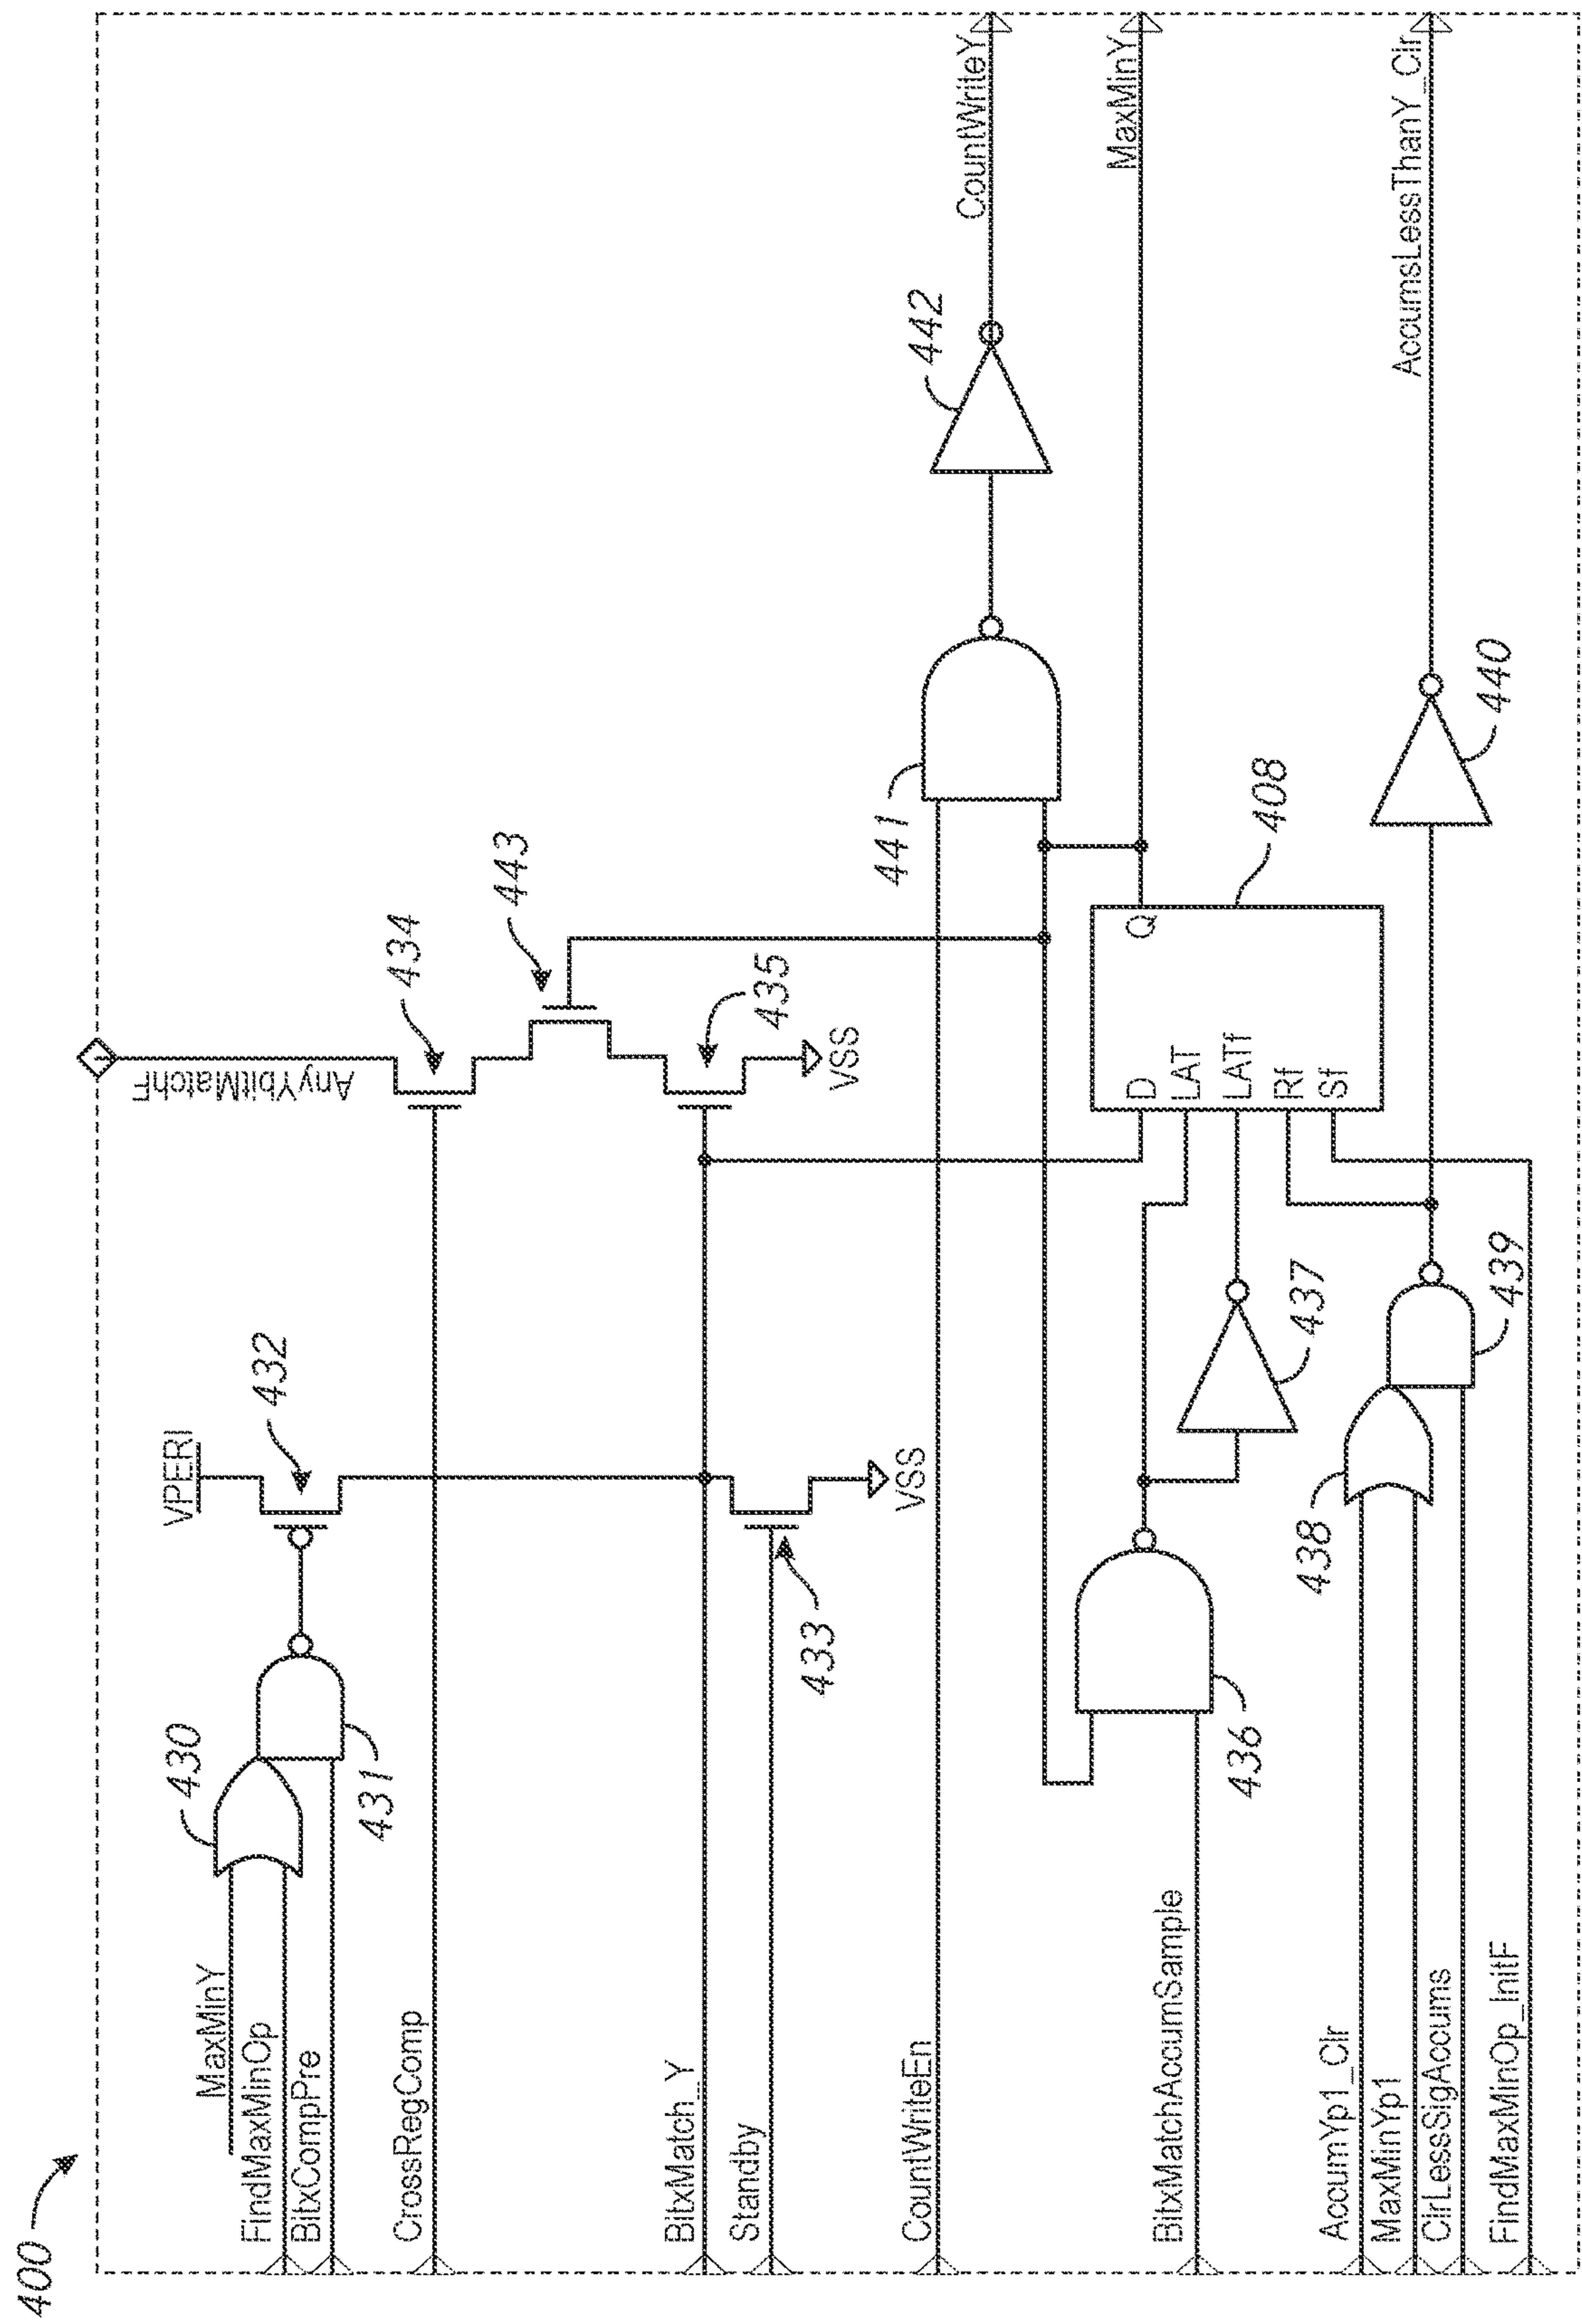 400
MaxMinY
FindMaxMinOp
BitxCompPre
CrossRegComp
BitxMatch_Y
Standby
CountWriteEn
BitxMatchAccumSample
AccumYp1_Clr
MaxMinYp1
ClrLessSigAccums
FindMaxMinOp_InitF
430
431
VPERI
432
433
VSS
436
437
438
439
AnyYbitMatchF
434
443
435
VSS
D
LAT
LATf
Rf
Sf
Q
408
441
442
440
CountWriteY
MaxMinY
AccumsLessThanY_Clr